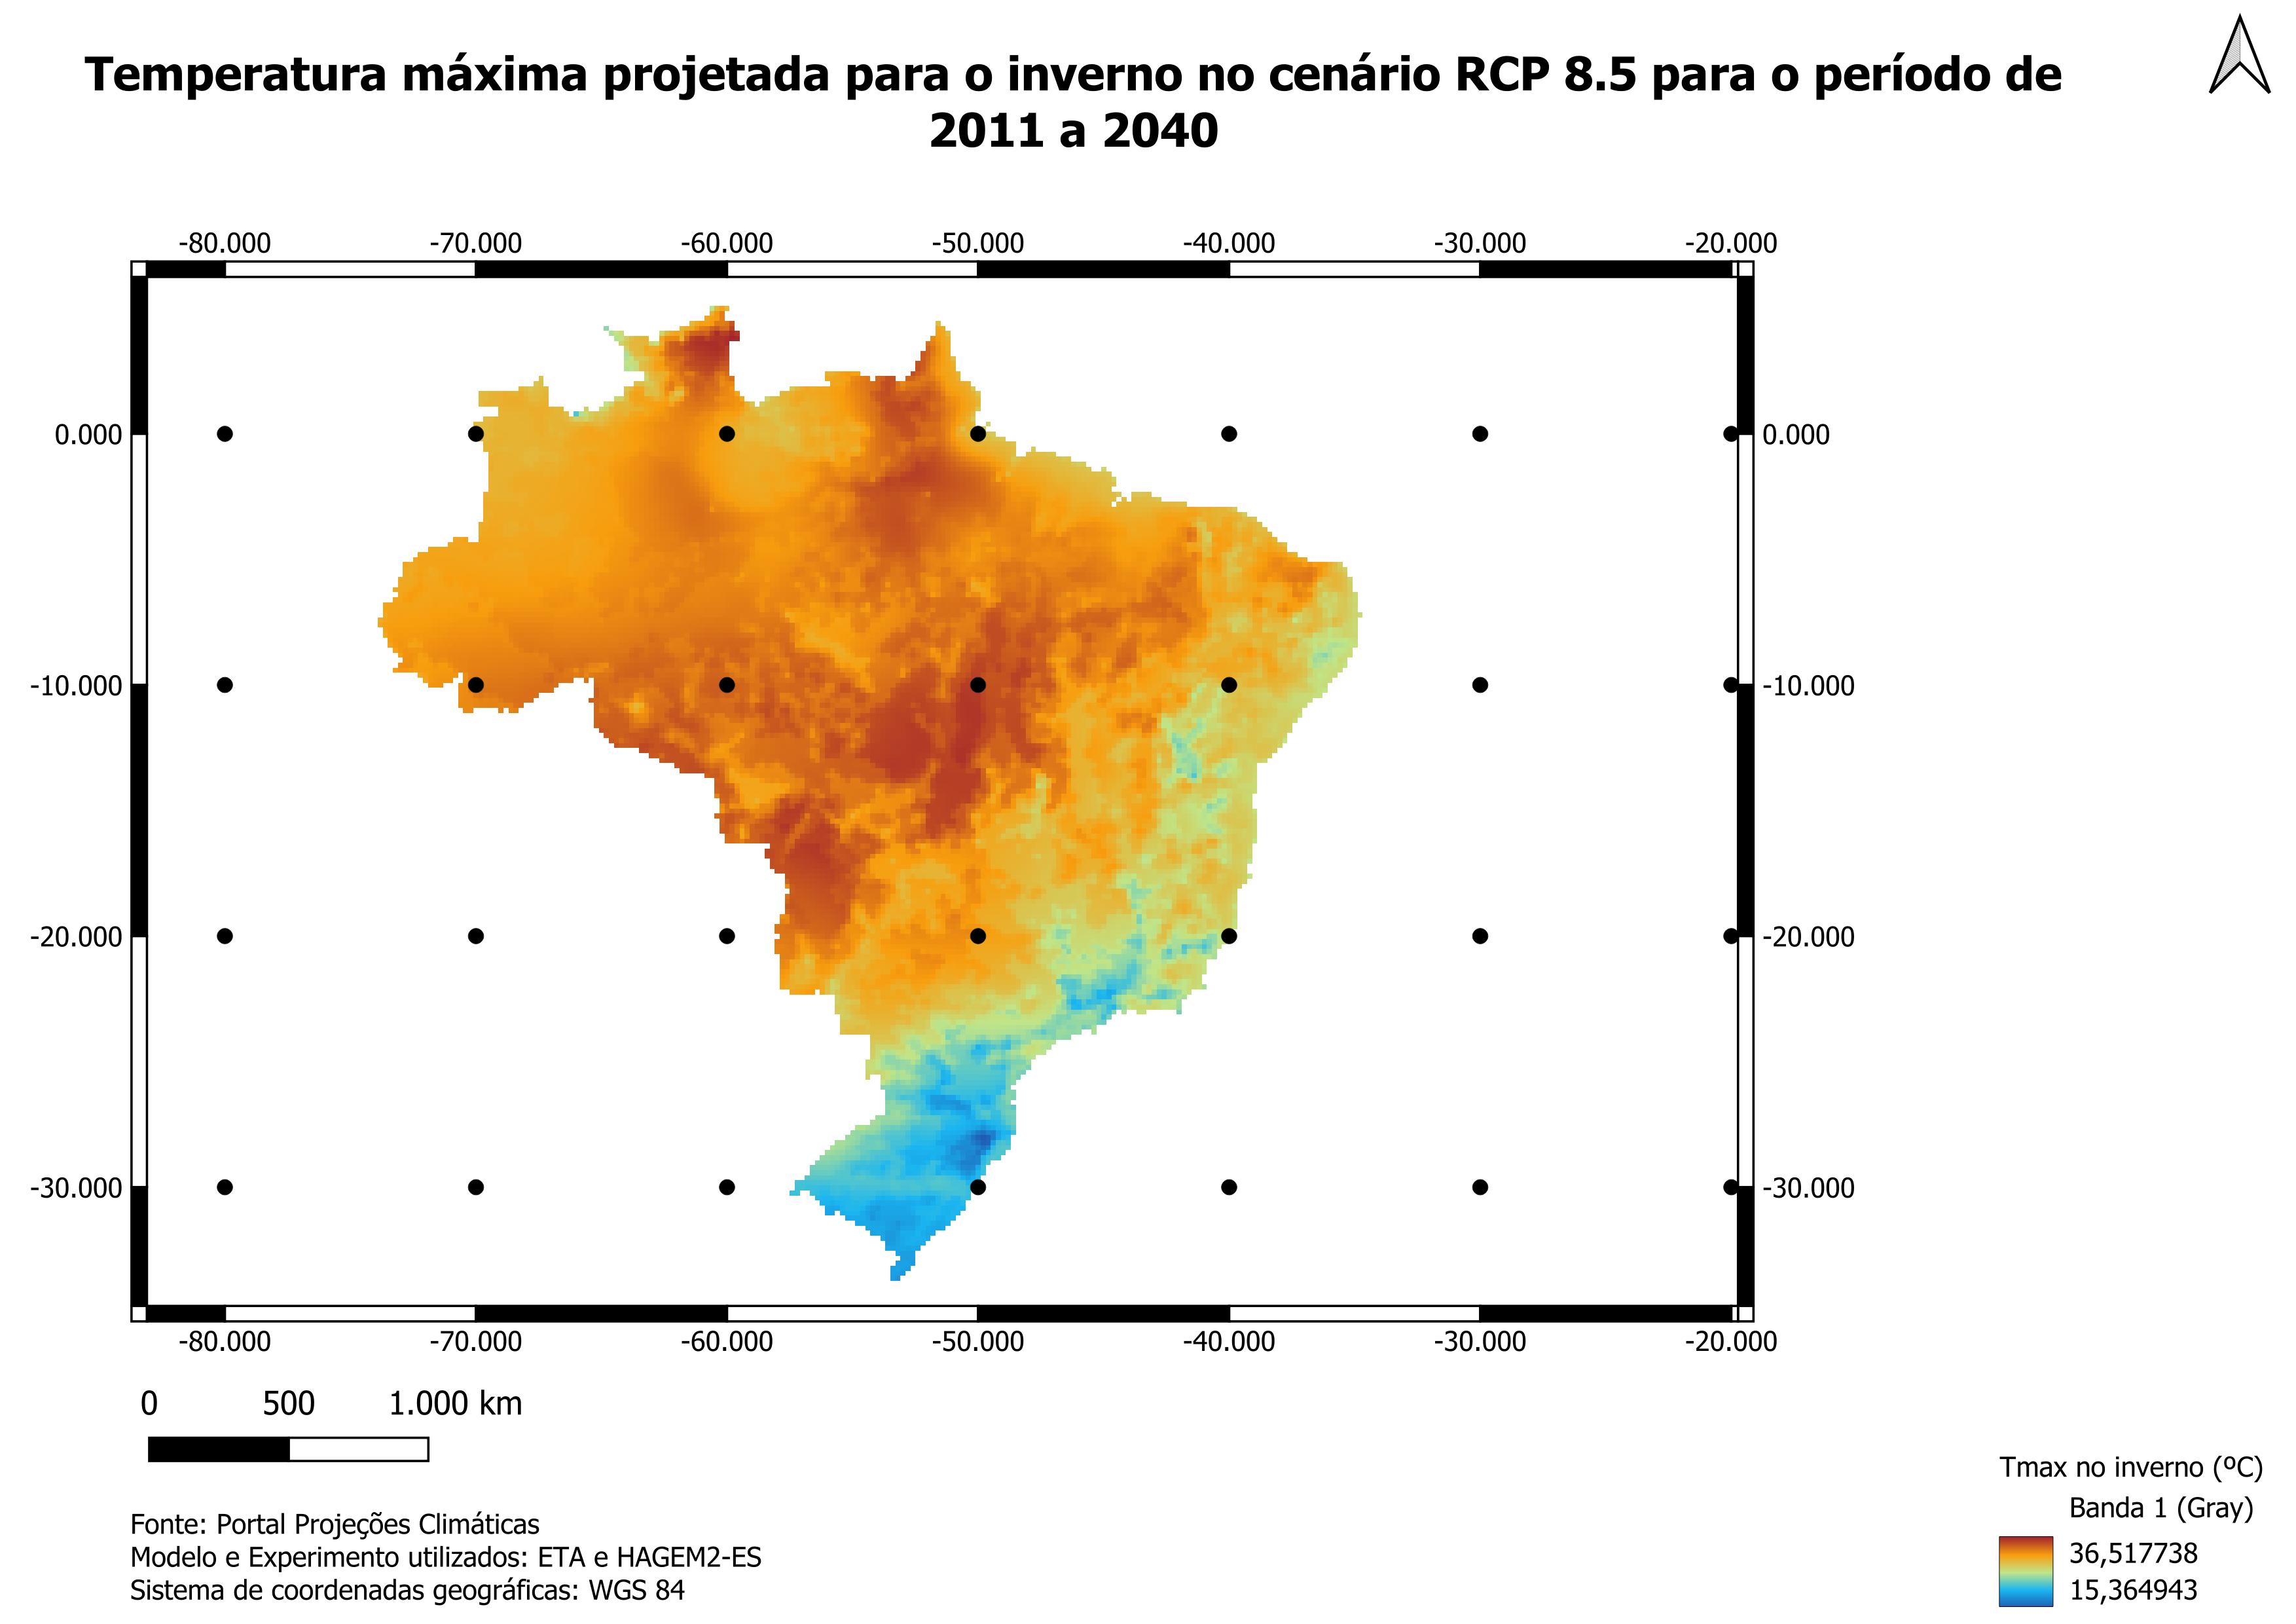 Temperatura máxima projetada para o inverno no cenário RCP 8.5 para o período de
2011 a 2040
-80.000 -70.000 -60.000 -50.000 -40.000 -30.000 -20.000
0.000 0.000
-10.000 -10.000
-20.000 -20.000
-30.000 -30.000
-80.000 -70.000 -60.000 -50.000 -40.000 -30.000 -20.000
0 500 1.000 km
Tmax no inverno (ºC)
Banda 1 (Gray)
36,517738
15,364943
Fonte: Portal Projeções Climáticas
Modelo e Experimento utilizados: ETA e HAGEM2-ES
Sistema de coordenadas geográficas: WGS 84